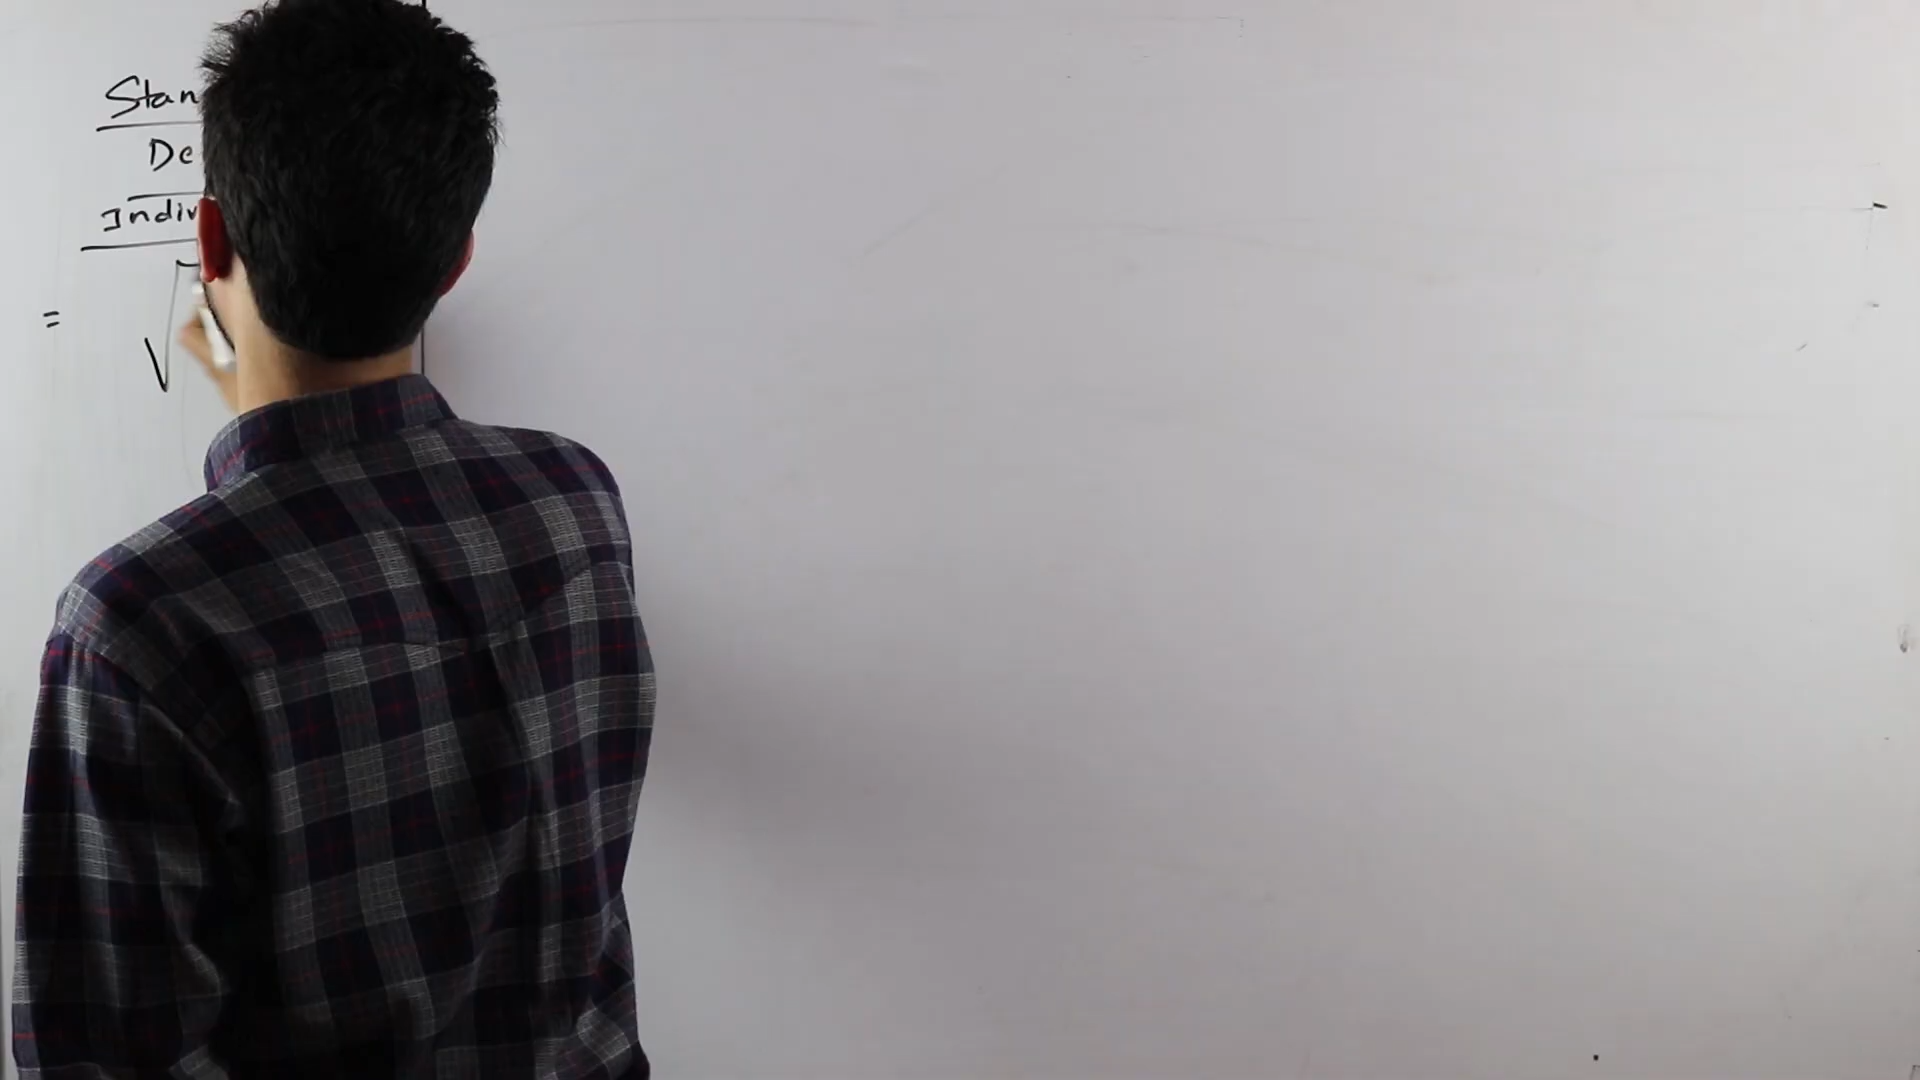 Stan
De
Indiv
= √